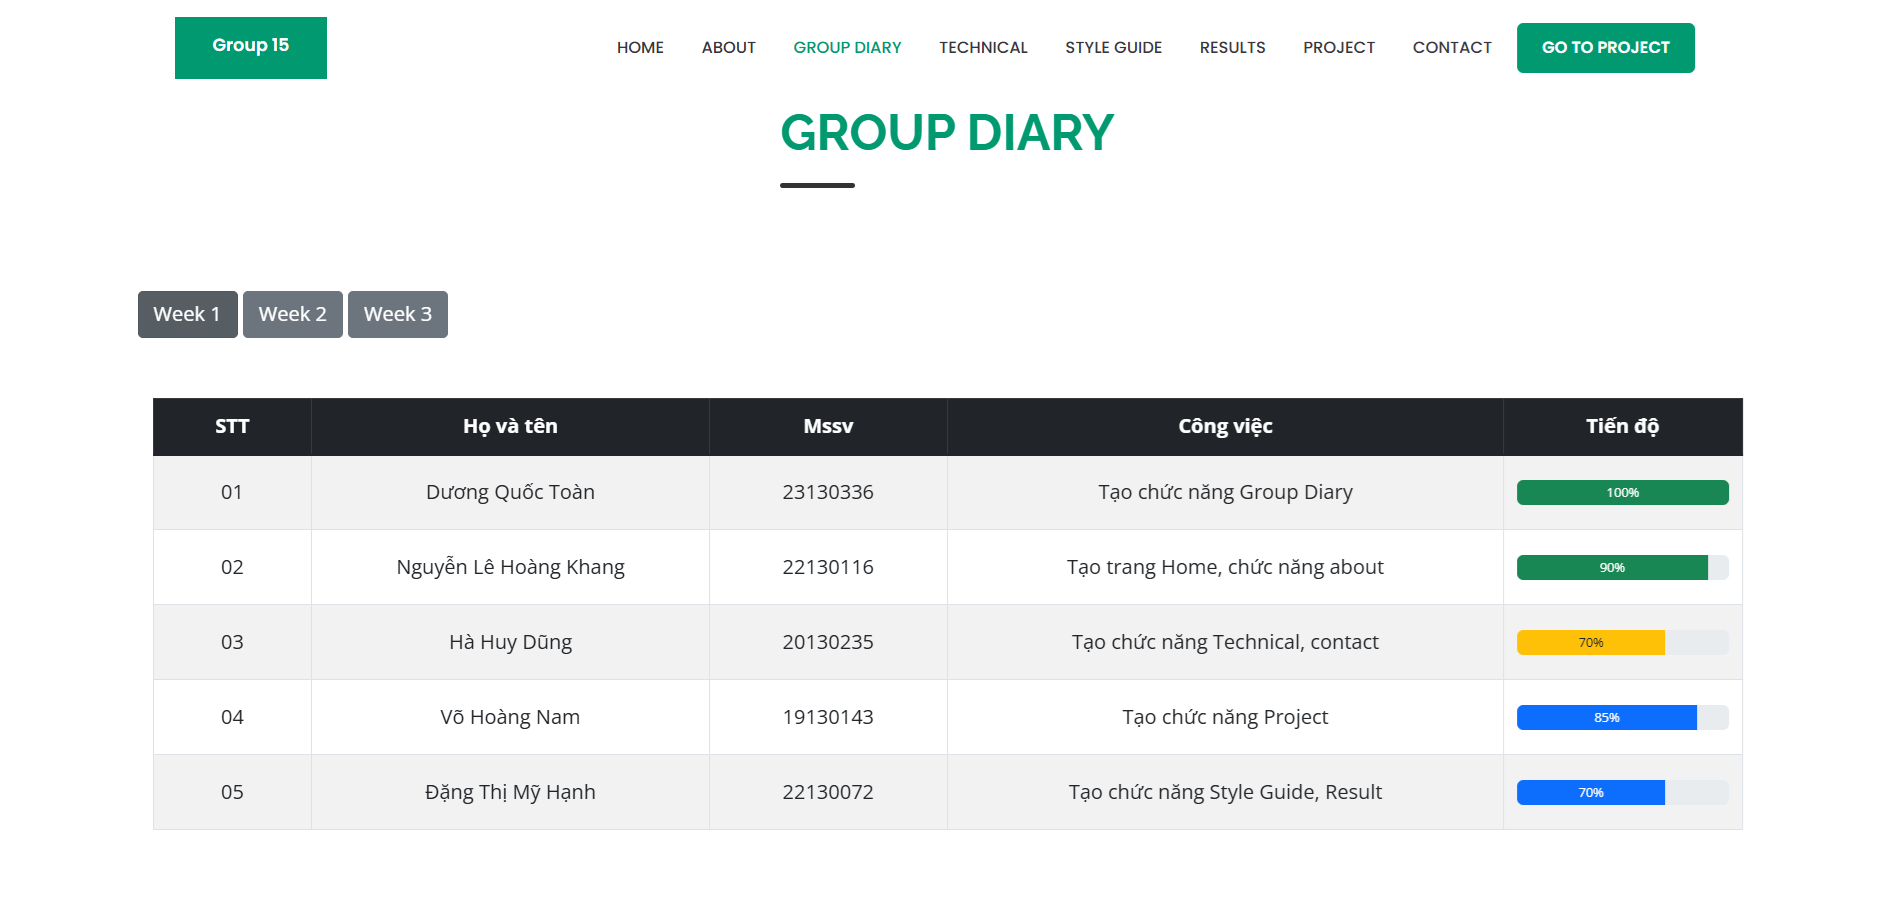 Group 15
HOME ABOUT GROUP DIARY TECHNICAL STYLE GUIDE RESULTS PROJECT CONTACT GO TO PROJECT
GROUP DIARY
Week 1 Week 2 Week 3
STT Họ và tên Mssv Công việc Tiến độ
01 Dương Quốc Toàn 23130336 Tạo chức năng Group Diary 100%
02 Nguyễn Lê Hoàng Khang 22130116 Tạo trang Home, chức năng about 90%
03 Hà Huy Dũng 20130235 Tạo chức năng Technical, contact 70%
04 Võ Hoàng Nam 19130143 Tạo chức năng Project 85%
05 Đặng Thị Mỹ Hạnh 22130072 Tạo chức năng Style Guide, Result 70%